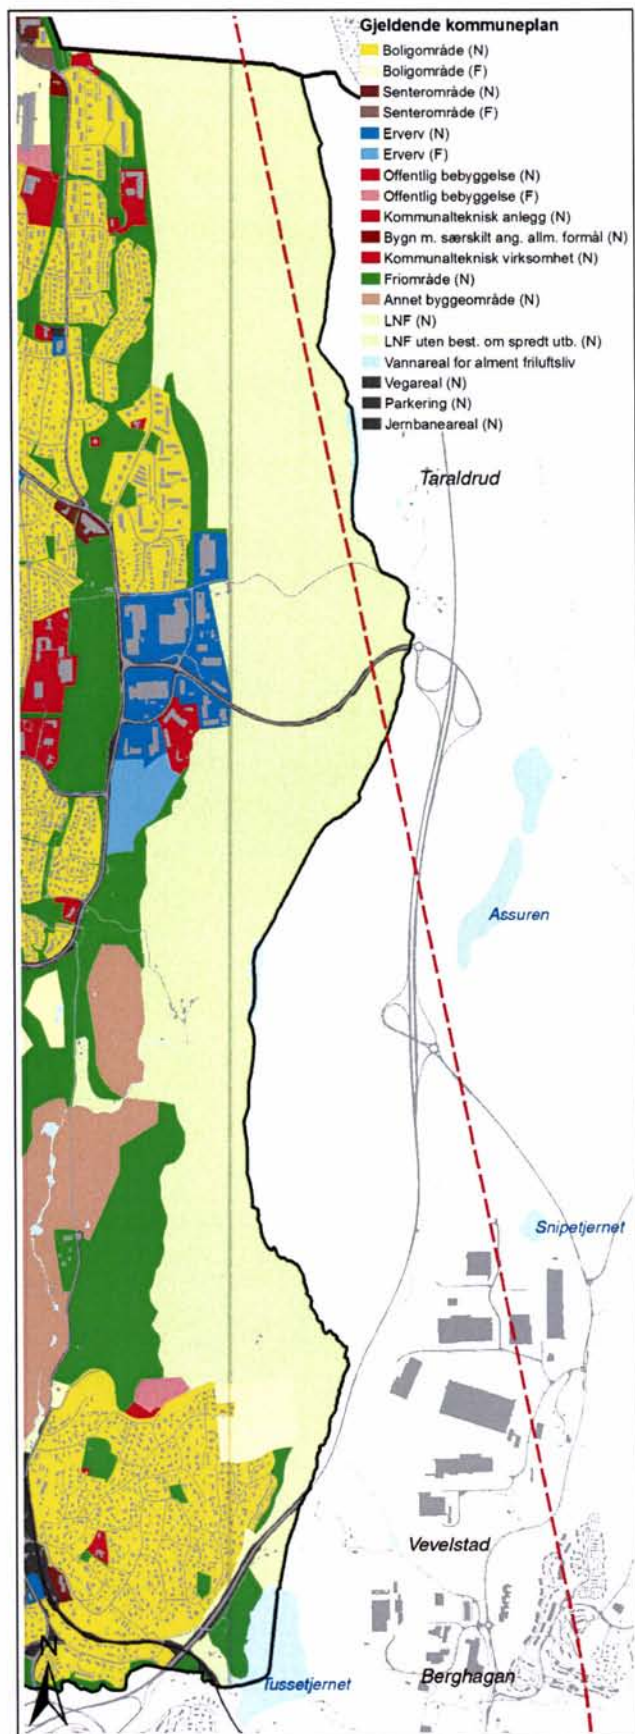 Gjeldende kommuneplan
Boligområde (N)
Boligområde (F)
Senterområde (N)
Senterområde (F)
Erverv (N)
Erverv (F)
Offentlig bebyggelse (N)
Offentlig bebyggelse (F)
Kommunalteknisk anlegg (N)
Bygn m. særskilt ang. allm. formål (N)
Kommunalteknisk virksomhet (N)
Friområde (N)
Annet byggeområde (N)
LNF (N)
LNF uten best. om spredt utb. (N)
Vannareal for alment friluftsliv
Vegareal (N)
Parkering (N)
Jernbaneareal (N)
Taraldrud
Assuren
Snipetjernet
Vevelstad
Berghagan
Tussetjernet
N